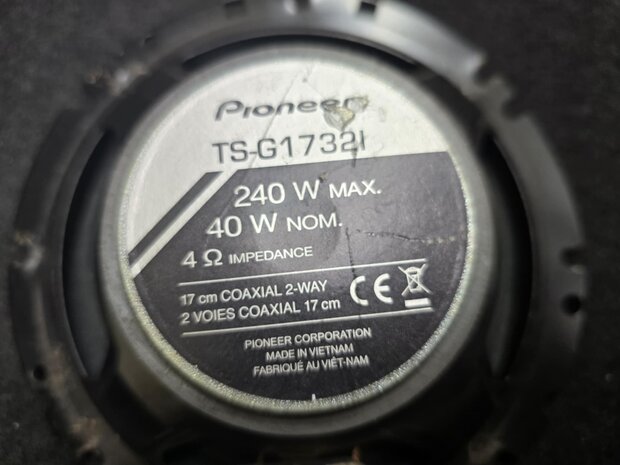 Pioneer
TS-G1732I
240 W MAX.
40 W NOM.
4 Ω IMPEDANCE
17 cm COAXIAL 2-WAY
2 VOIES COAXIAL 17 cm
CE
PIONEER CORPORATION
MADE IN VIETNAM
FABRIQUÉ AU VIÊT-NAM